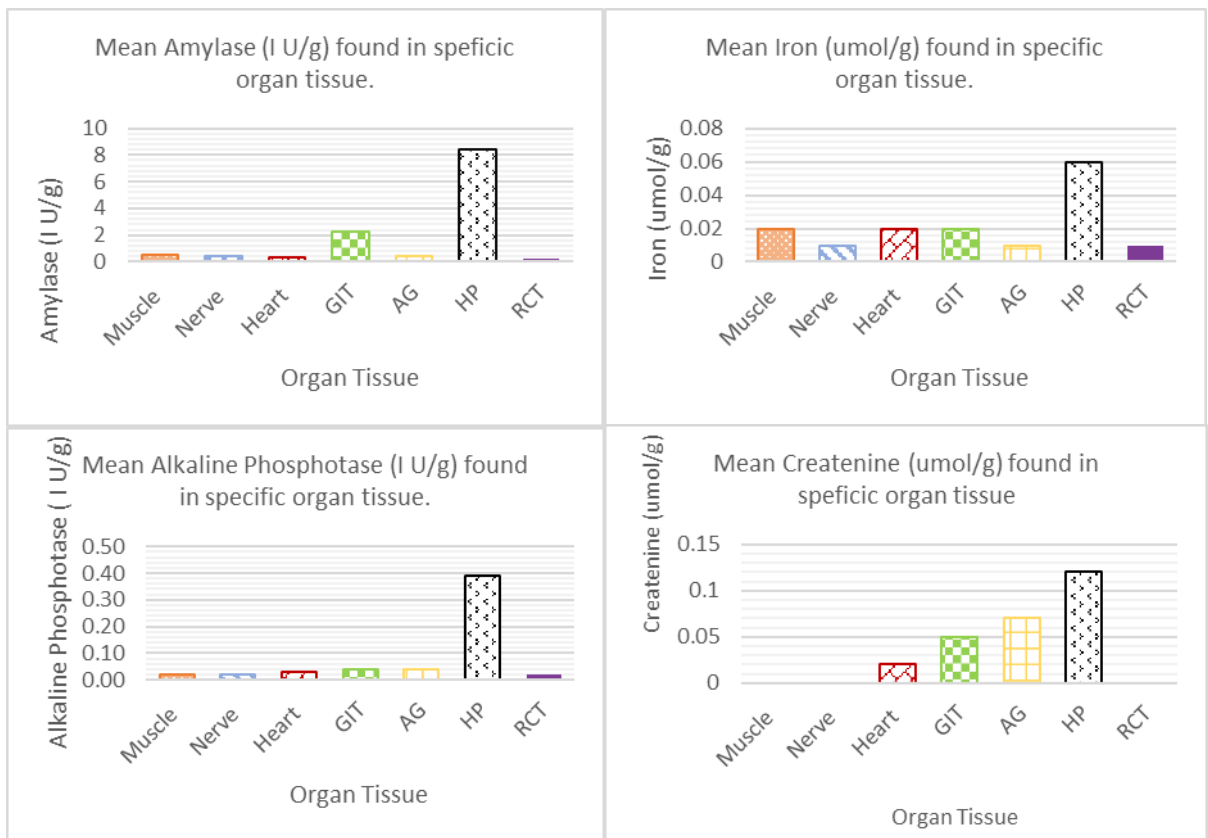 Mean Amylase (I U/g) found in speficic
organ tissue.
Amylase (I U/g)
10
8
6
4
2
0
Muscle
Nerve
Heart
GIT
AG
HP
RCT
Organ Tissue
Mean Iron (umol/g) found in specific
organ tissue.
Iron (umol/g)
0.08
0.06
0.04
0.02
0
Muscle
Nerve
Heart
GIT
AG
HP
RCT
Organ Tissue
Mean Alkaline Phosphotase (I U/g) found
in specific organ tissue.
Alkaline Phosphotase ( I U/g)
0.50
0.40
0.30
0.20
0.10
0.00
Muscle
Nerve
Heart
GIT
AG
HP
RCT
Organ Tissue
Mean Createnine (umol/g) found in
speficic organ tissue
Createnine (umol/g)
0.15
0.1
0.05
0
Muscle
Nerve
Heart
GIT
AG
HP
RCT
Organ Tissue